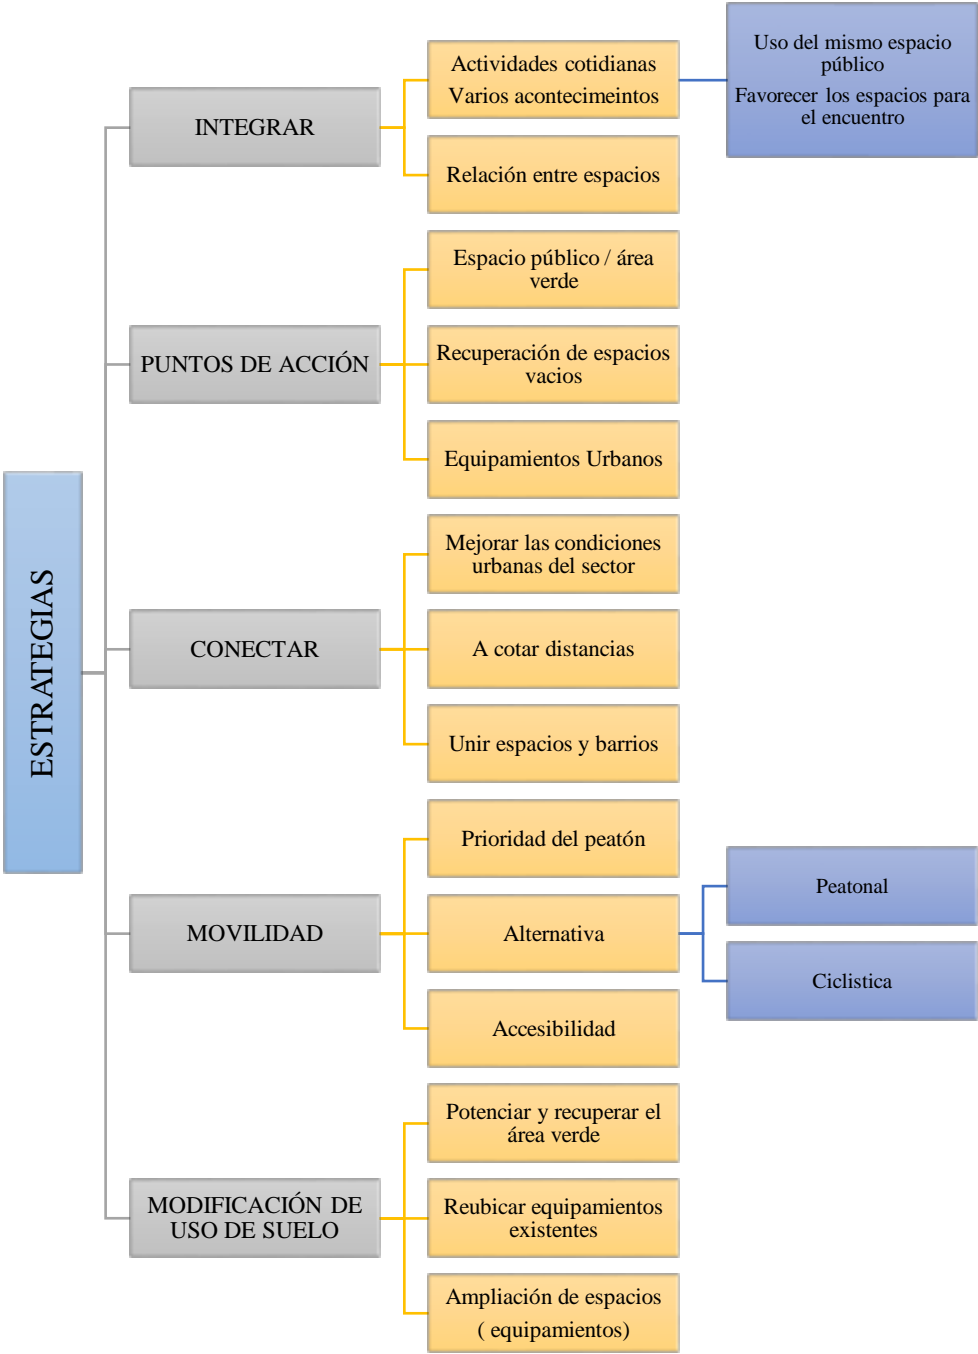 ESTRATEGIAS
INTEGRAR
Actividades cotidianas
Varios acontecimeintos
Uso del mismo espacio
público
Favorecer los espacios para
el encuentro
Relación entre espacios
PUNTOS DE ACCIÓN
Espacio público / área
verde
Recuperación de espacios
vacios
Equipamientos Urbanos
CONECTAR
Mejorar las condiciones
urbanas del sector
A cotar distancias
Unir espacios y barrios
MOVILIDAD
Prioridad del peatón
Alternativa
Peatonal
Ciclistica
Accesibilidad
MODIFICACIÓN DE
USO DE SUELO
Potenciar y recuperar el
área verde
Reubicar equipamientos
existentes
Ampliación de espacios
( equipamientos)